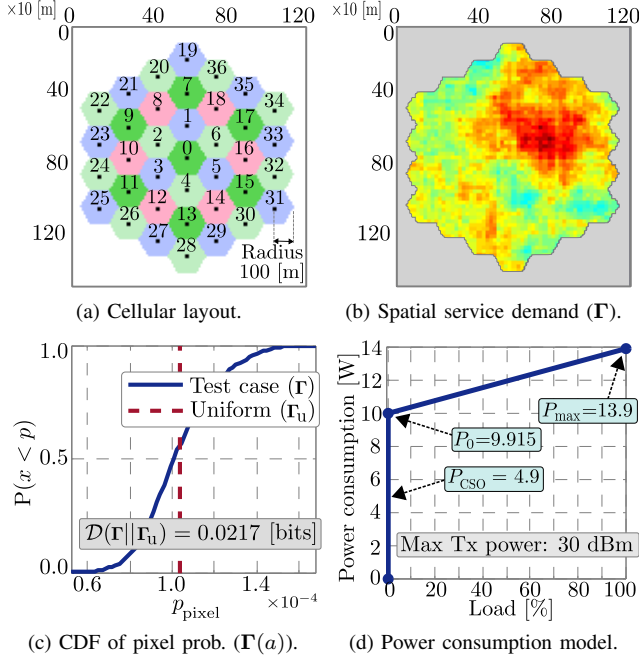 ×10 [m] 0 40 80 120
0
40
80
120
19
20 36
21 7 35
22 8 18 34
9 1 17
23 2 6 33
10 0 16
24 3 5 32
11 4 15
25 12 14 31
26 13 30
27 29
28
Radius
100 [m]
(a) Cellular layout.
×10 [m] 0 40 80 120
0
40
80
120
(b) Spatial service demand (Γ).
P(x < p)
1.0
0.5
0.0
Test case (Γ)
Uniform (Γu)
D(Γ||Γu) = 0.0217 [bits]
0.6 1.0 1.4
×10⁻⁴
ppixel
(c) CDF of pixel prob. (Γ(a)).
Power consumption [W]
14
12
10
8
6
4
2
0
Pmax=13.9
P0=9.915
PCSO = 4.9
Max Tx power: 30 dBm
0 20 40 60 80 100
Load [%]
(d) Power consumption model.